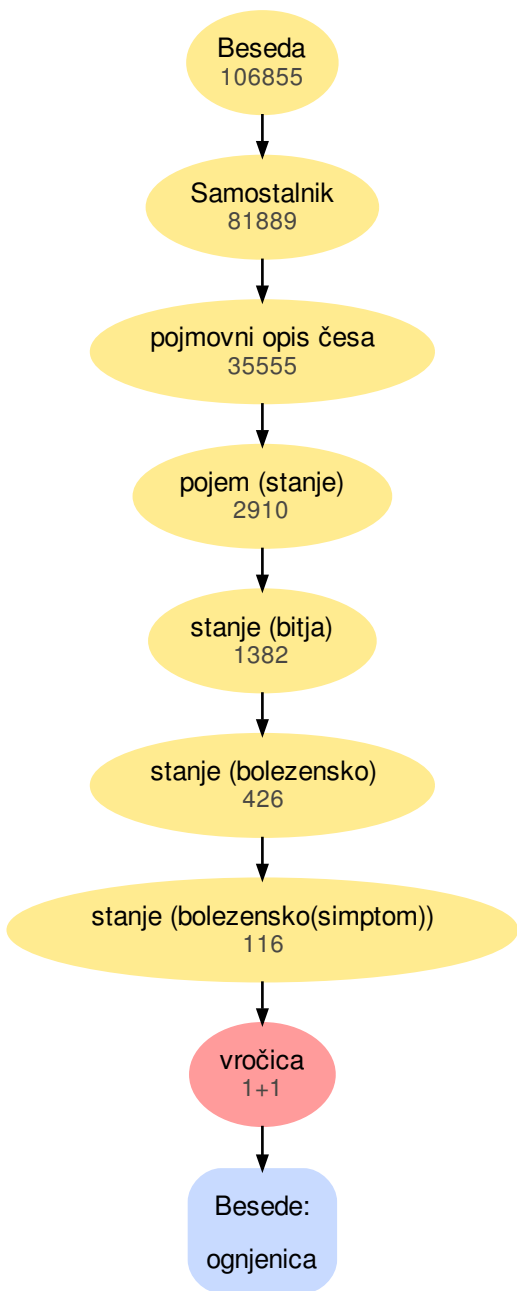 Beseda
106855
Samostalnik
81889
pojmovni opis česa
35555
pojem (stanje)
2910
stanje (bitja)
1382
stanje (bolezensko)
426
stanje (bolezensko(simptom))
116
vročica
1+1
Besede:
ognjenica